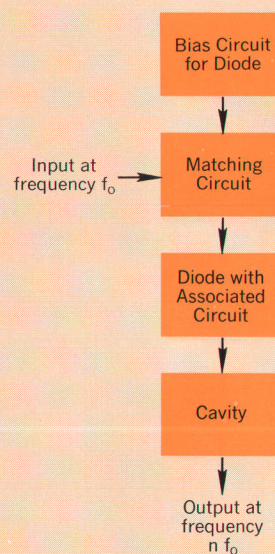 Bias Circuit
for Diode
Input at
frequency fo
Matching
Circuit
Diode with
Associated
Circuit
Cavity
Output at
frequency
n fo